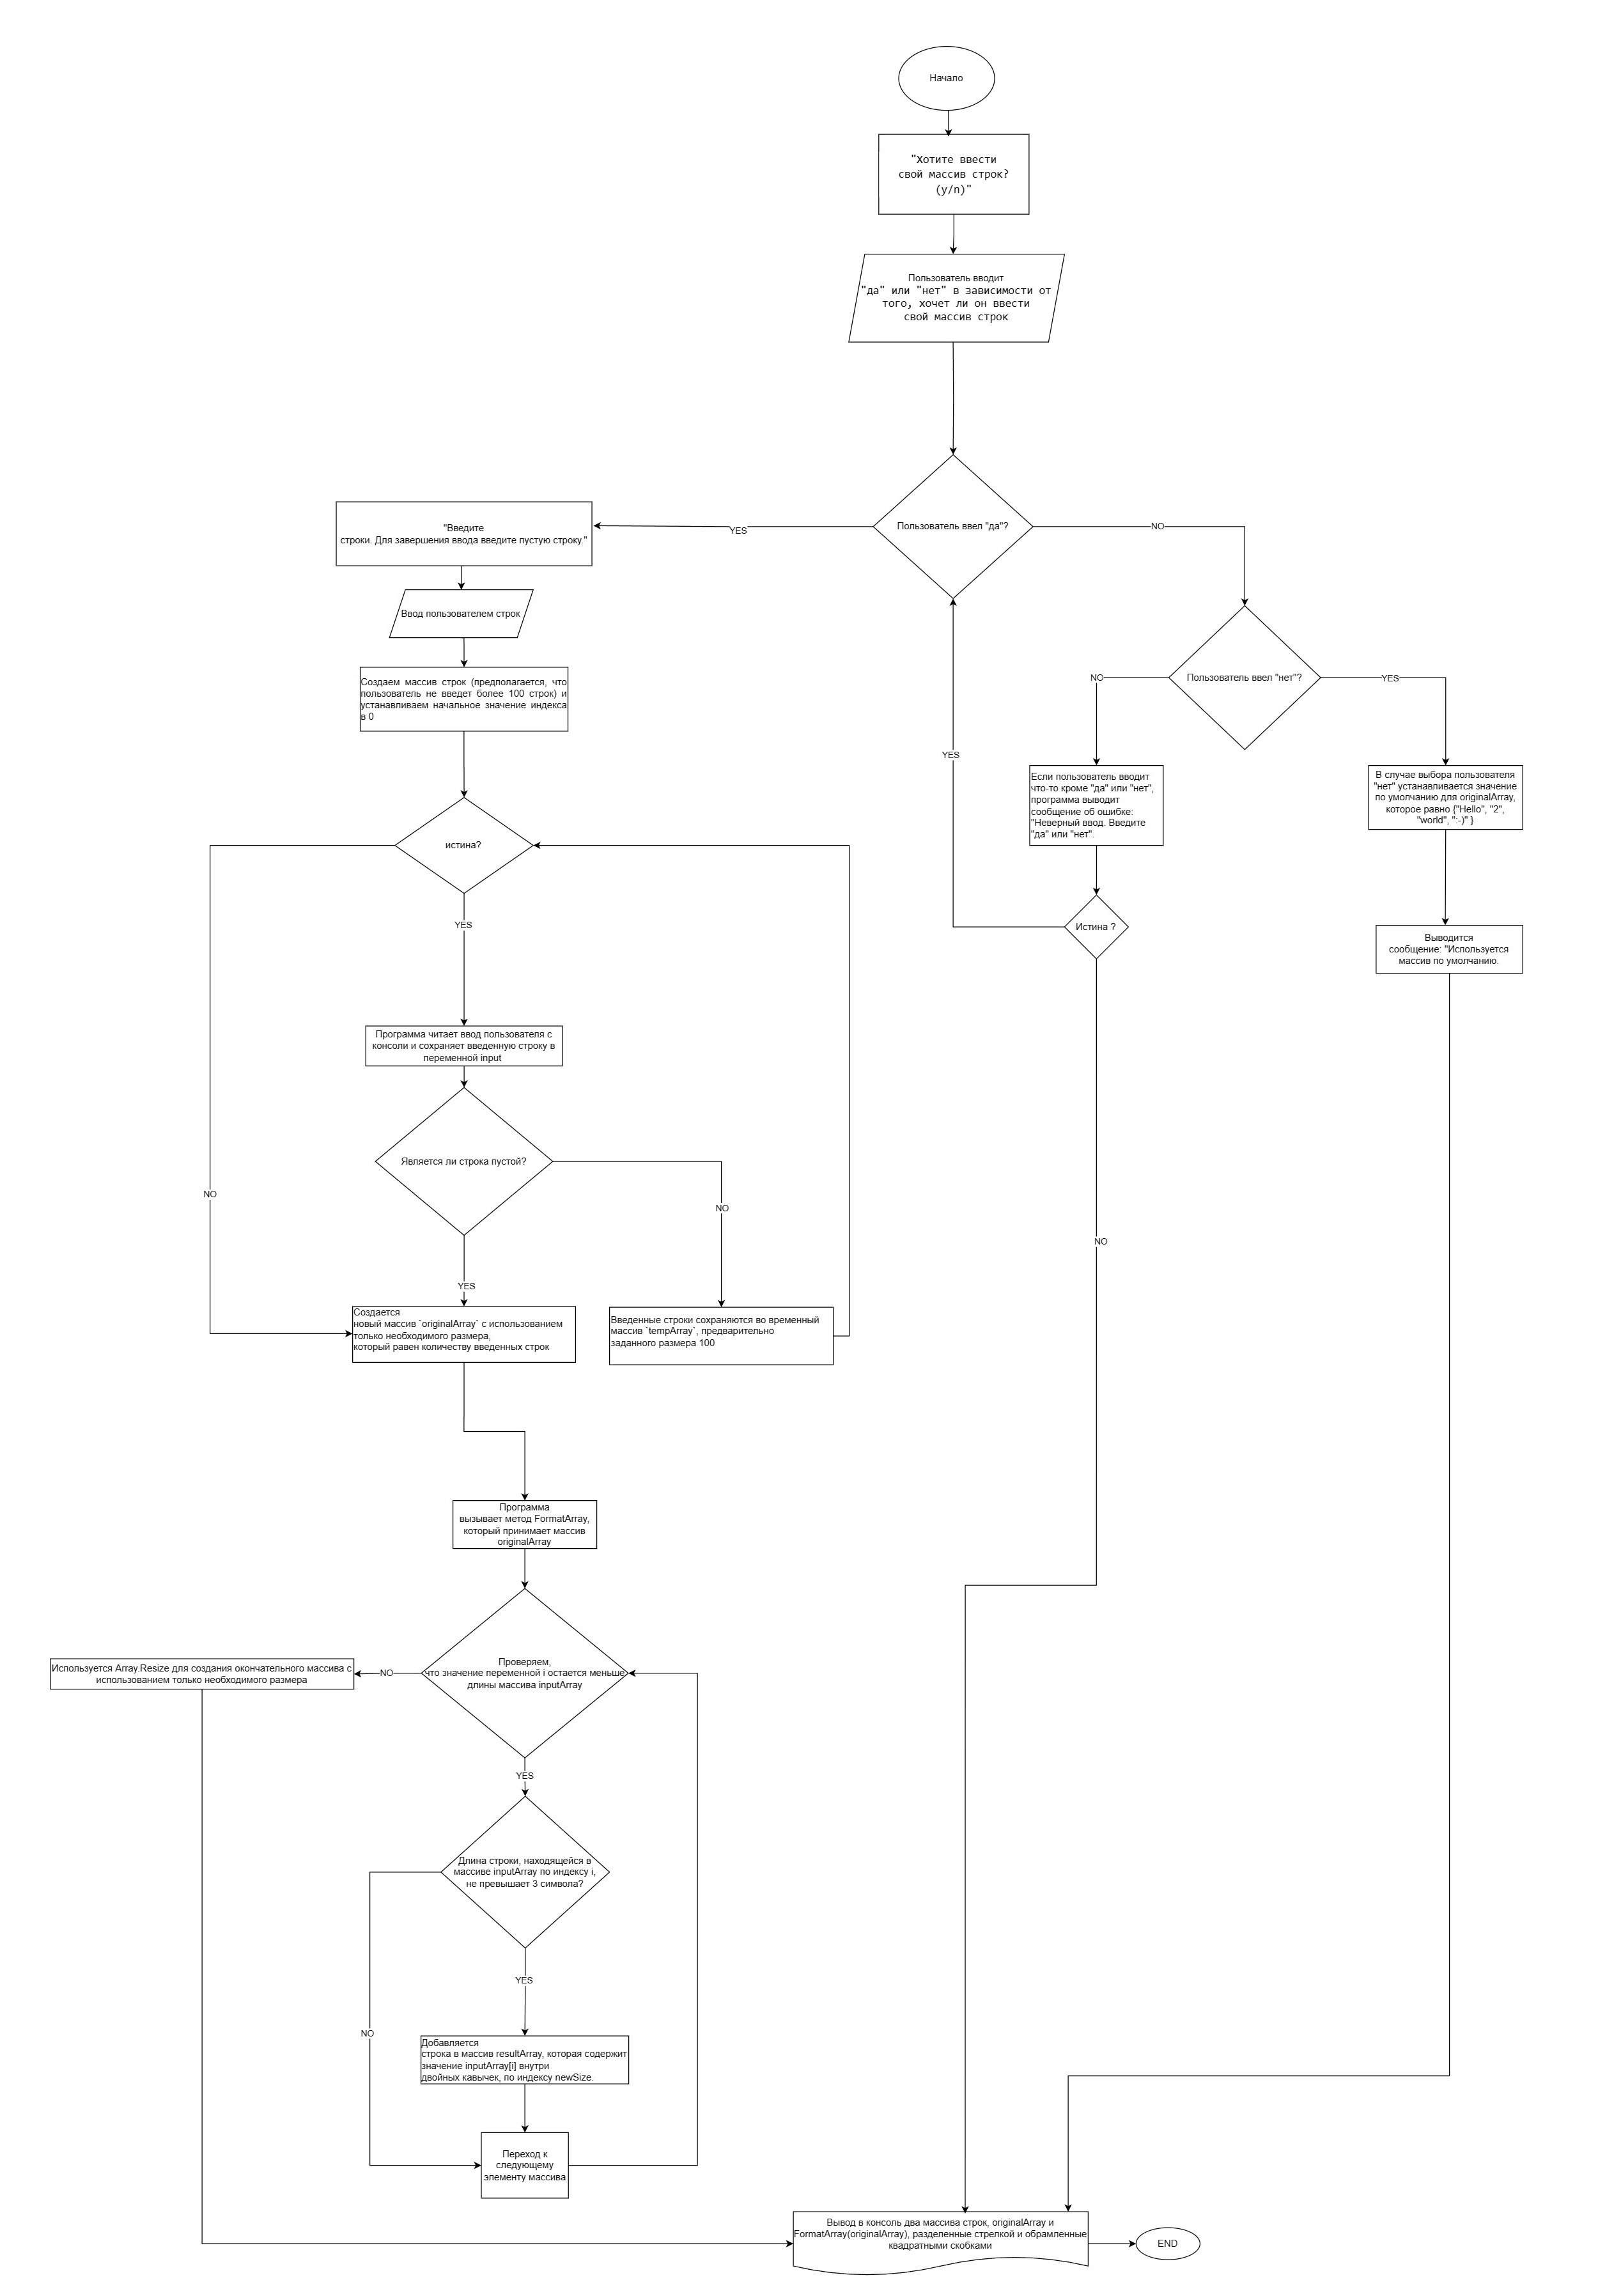 Начало
"Хотите ввести
свой массив строк?
(y/n)"
Пользователь вводит
"да" или "нет" в зависимости от
того, хочет ли он ввести
свой массив строк
Пользователь ввел "да"?
YES
NO
"Введите
строки. Для завершения ввода введите пустую строку."
Ввод пользователем строк
Создаем массив строк (предполагается, что
пользователь не введет более 100 строк) и
устанавливаем начальное значение индекса
в 0
Пользователь ввел "нет"?
NO
YES
YES
Если пользователь вводит
что-то кроме "да" или "нет",
программа выводит
сообщение об ошибке:
"Неверный ввод. Введите
"да" или "нет".
В случае выбора пользователя
"нет" устанавливается значение
по умолчанию для originalArray,
которое равно {"Hello", "2",
"world", ":-)" }
истина?
YES
Истина ?
Выводится
сообщение: "Используется
массив по умолчанию.
Программа читает ввод пользователя с
консоли и сохраняет введенную строку в
переменной input
Является ли строка пустой?
NO
NO
NO
YES
Создается
новый массив `originalArray` с использованием
только необходимого размера,
который равен количеству введенных строк
Введенные строки сохраняются во временный
массив `tempArray`, предварительно
заданного размера 100
Программа
вызывает метод FormatArray,
который принимает массив
originalArray
Проверяем,
что значение переменной i остается меньше
длины массива inputArray
NO
Используется Array.Resize для создания окончательного массива с
использованием только необходимого размера
YES
Длина строки, находящейся в
массиве inputArray по индексу i,
не превышает 3 символа?
YES
NO
Добавляется
строка в массив resultArray, которая содержит
значение inputArray[i] внутри
двойных кавычек, по индексу newSize.
Переход к
следующему
элементу массива
Вывод в консоль два массива строк, originalArray и
FormatArray(originalArray), разделенные стрелкой и обрамленные
квадратными скобками
END